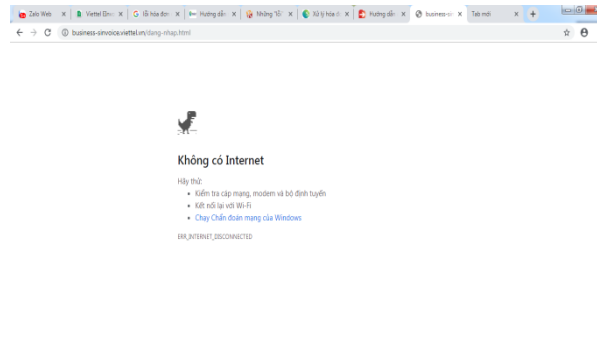 Zalo Web
Viettel
Hướng dẫn
Những "lỗ
Xử lý hóa
Hướng dẫn
Tab mới
business-sinvoice.viettel.vn/dang-nhap.html
Không có Internet
Hãy thử:
Kiểm tra cáp mạng, modem và bộ định tuyến
Kết nối lại với Wi-Fi
Chạy Chẩn đoán mạng của Windows
ERR_INTERNET_DISCONNECTED